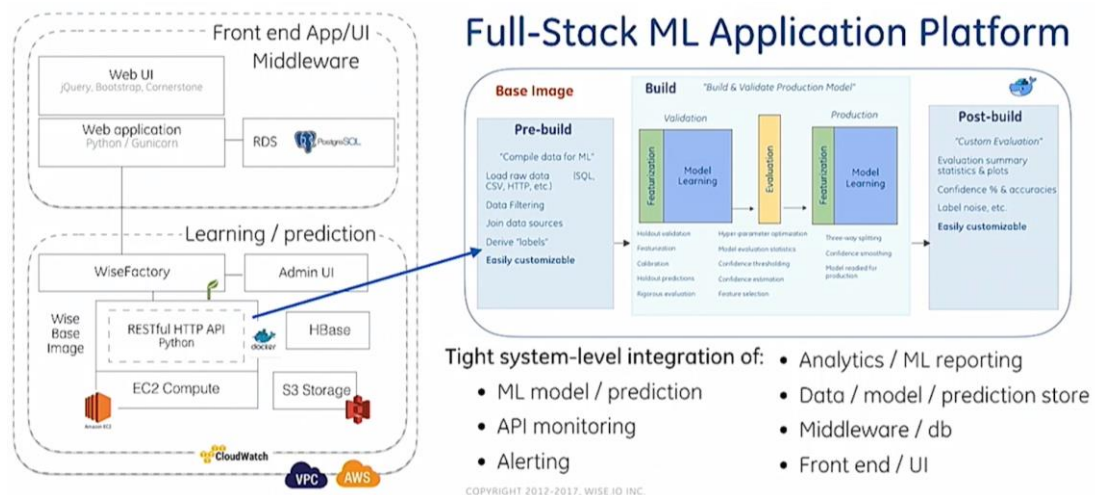 Front end App/UI
Middleware
Web UI
jQuery, Bootstrap, Cornerstone
Web application
Python / Gunicorn
RDS
PostgreSQL
Learning / prediction
WiseFactory
Admin UI
Wise
Base
Image
RESTful HTTP API
Python
docker
HBase
EC2 Compute
S3 Storage
Amazon EC2
CloudWatch
VPC
AWS
Full-Stack ML Application Platform
Base Image
Pre-build
"Compile data for ML"
Load raw data (SQL,
CSV, HTTP, etc.)
Data Filtering
Join data sources
Derive "labels"
Easily customizable
Build
"Build & Validate Production Model"
Validation
Featurization
Model
Learning
Evaluation
Production
Featurization
Model
Learning
Holdout validation
Featurization
Calibration
Holdout predictions
Rigorous evaluation
Hyper-parameter optimization
Model evaluation statistics
Confidence thresholding
Confidence estimation
Feature selection
Three-way splitting
Confidence smoothing
Model readied for
production
Post-build
"Custom Evaluation"
Evaluation summary
statistics & plots
Confidence % & accuracies
Label noise, etc.
Easily customizable
Tight system-level integration of:
• ML model / prediction
• API monitoring
• Alerting
• Analytics / ML reporting
• Data / model / prediction store
• Middleware / db
• Front end / UI
COPYRIGHT 2012-2017, WISE.IO INC.